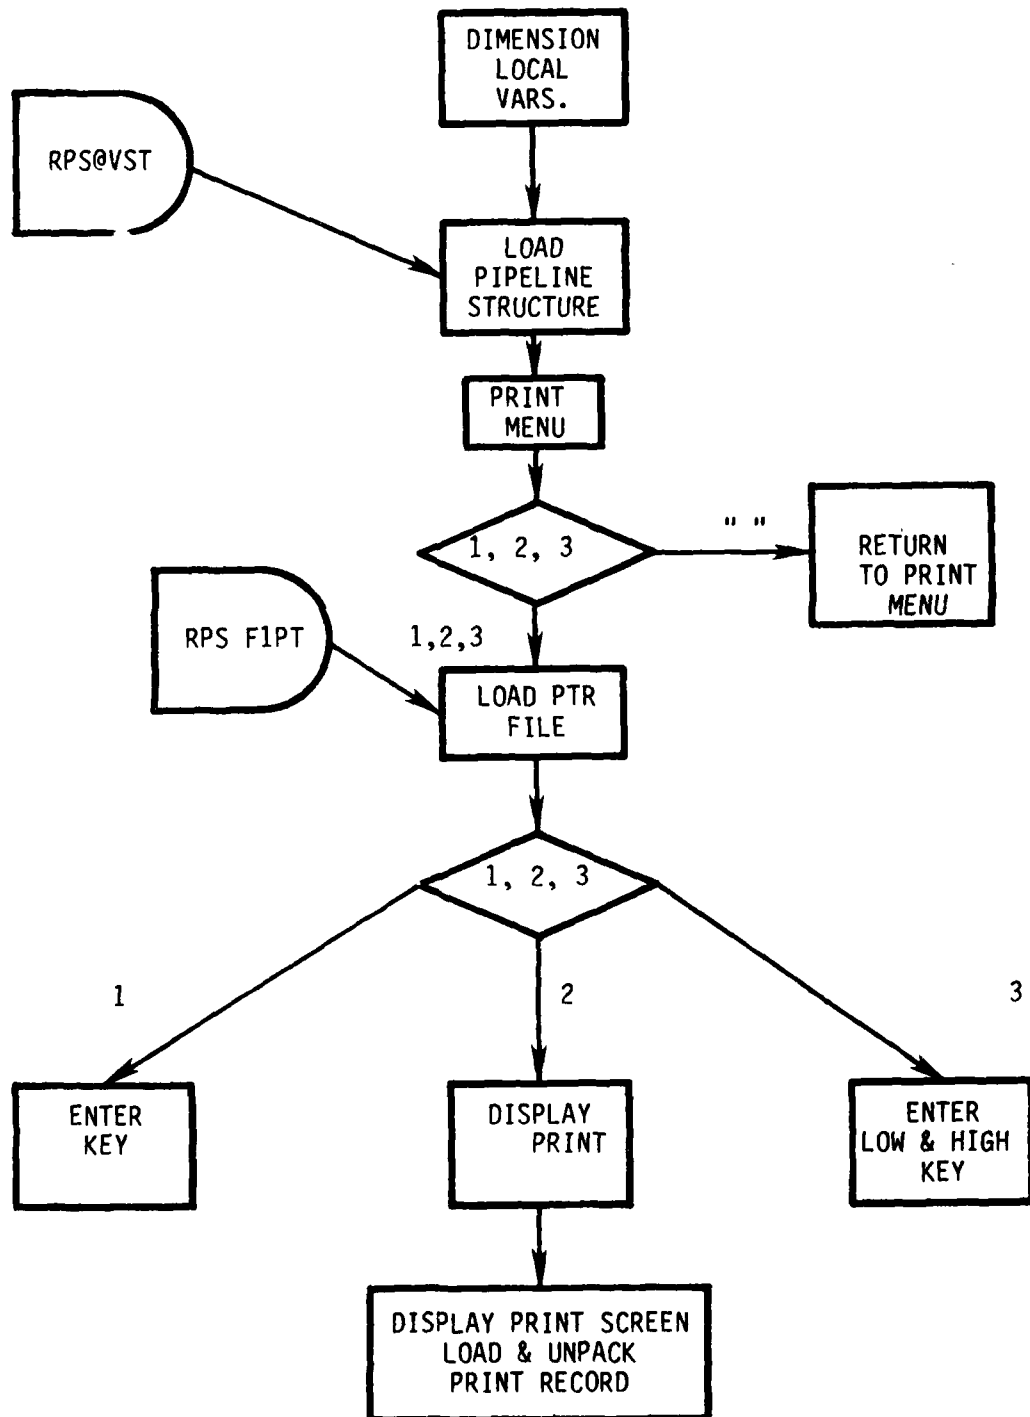 DIMENSION
LOCAL
VARS.
RPS@VST
LOAD
PIPELINE
STRUCTURE
PRINT
MENU
1, 2, 3
" "
RETURN
TO PRINT
MENU
RPS F1PT
1,2,3
LOAD PTR
FILE
1, 2, 3
1
2
3
ENTER
KEY
DISPLAY
PRINT
ENTER
LOW & HIGH
KEY
DISPLAY PRINT SCREEN
LOAD & UNPACK
PRINT RECORD